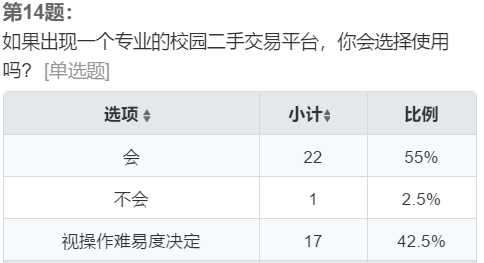 第14题：
如果出现一个专业的校园二手交易平台，你会选择使用
吗？ [单选题]
选项 小计 比例
会 22 55%
不会 1 2.5%
视操作难易度决定 17 42.5%